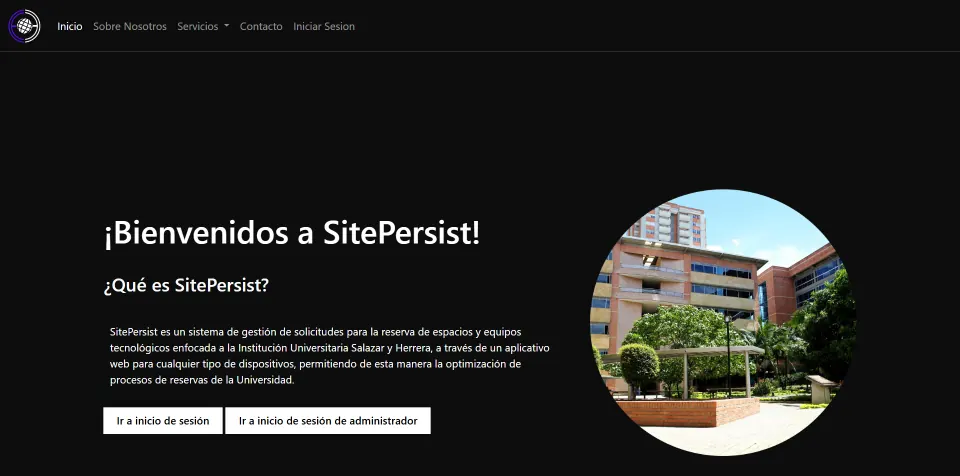 Inicio Sobre Nosotros Servicios Contacto Iniciar Sesion
¡Bienvenidos a SitePersist!
¿Qué es SitePersist?
SitePersist es un sistema de gestión de solicitudes para la reserva de espacios y equipos
tecnológicos enfocada a la Institución Universitaria Salazar y Herrera, a través de un aplicativo
web para cualquier tipo de dispositivos, permitiendo de esta manera la optimización de
procesos de reservas de la Universidad.
Ir a inicio de sesión Ir a inicio de sesión de administrador